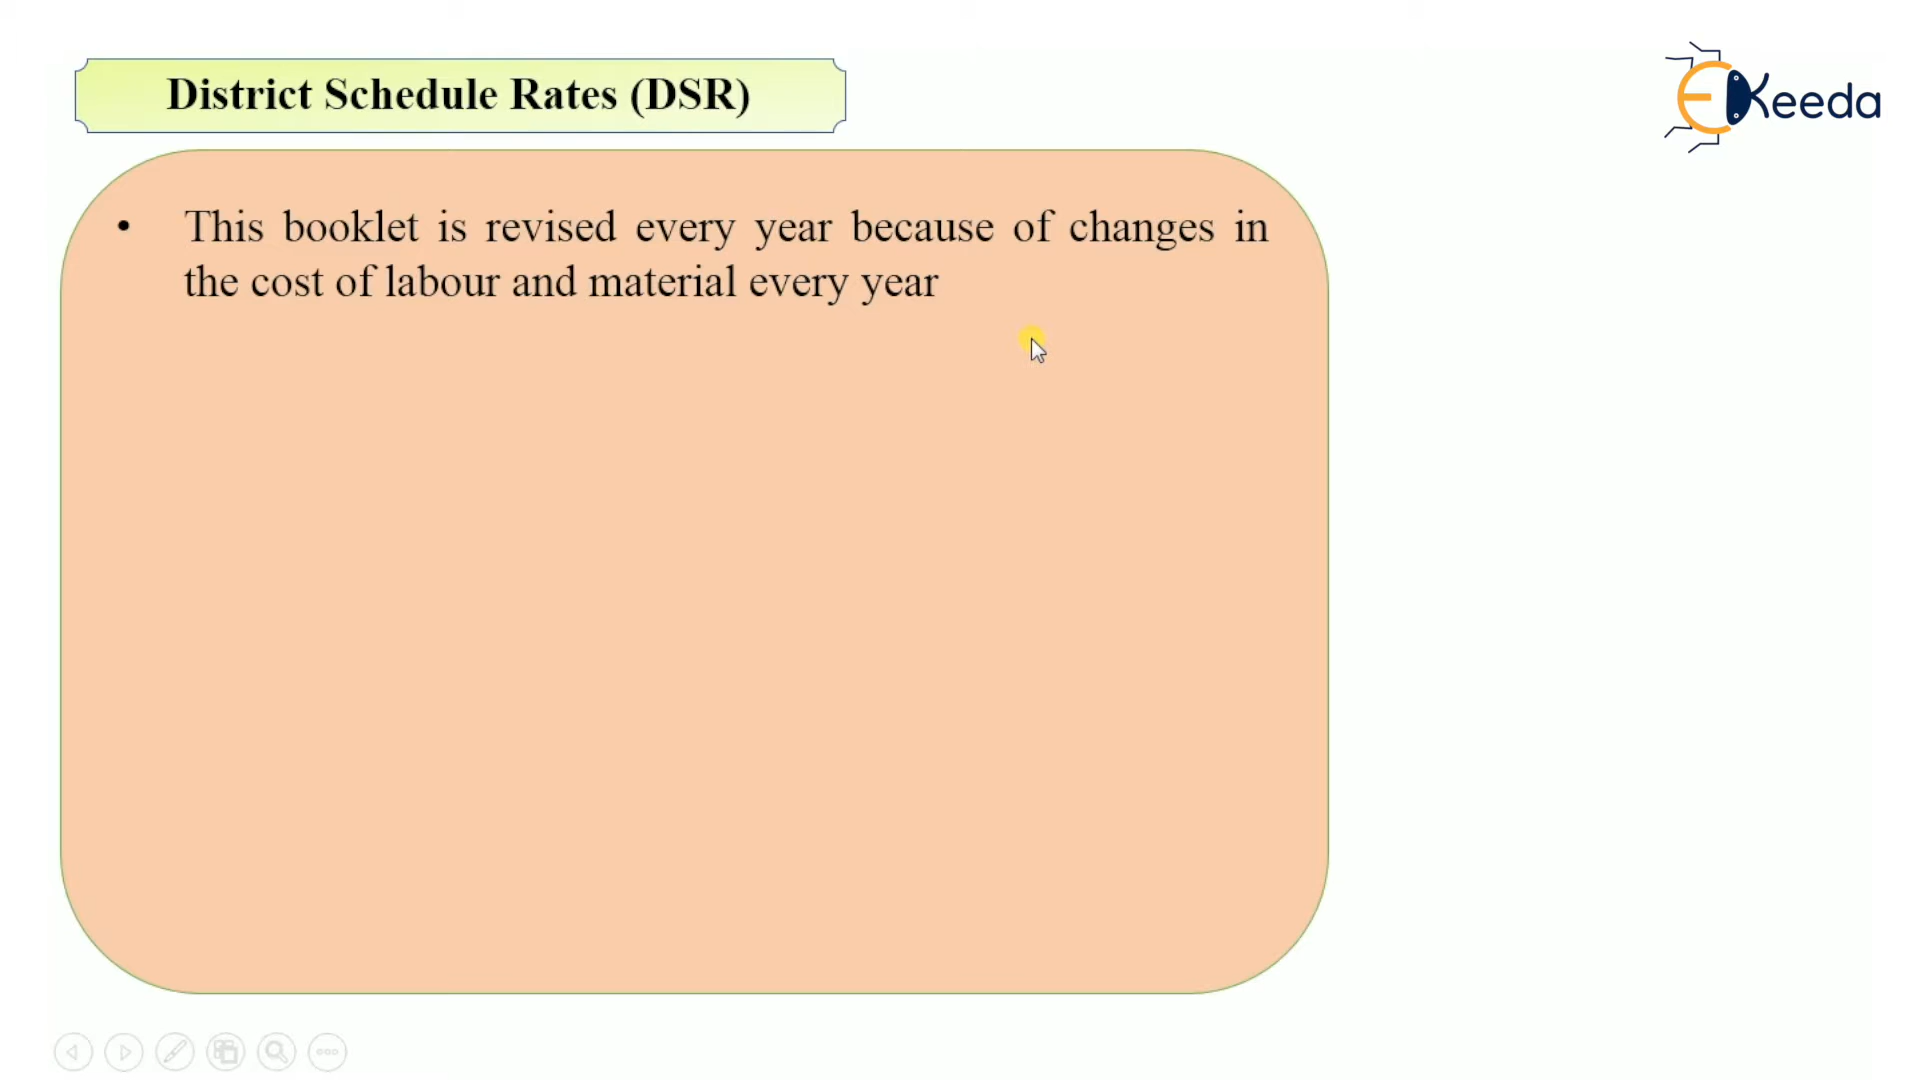 District Schedule Rates (DSR)
EKeeda
• This booklet is revised every year because of changes in
the cost of labour and material every year